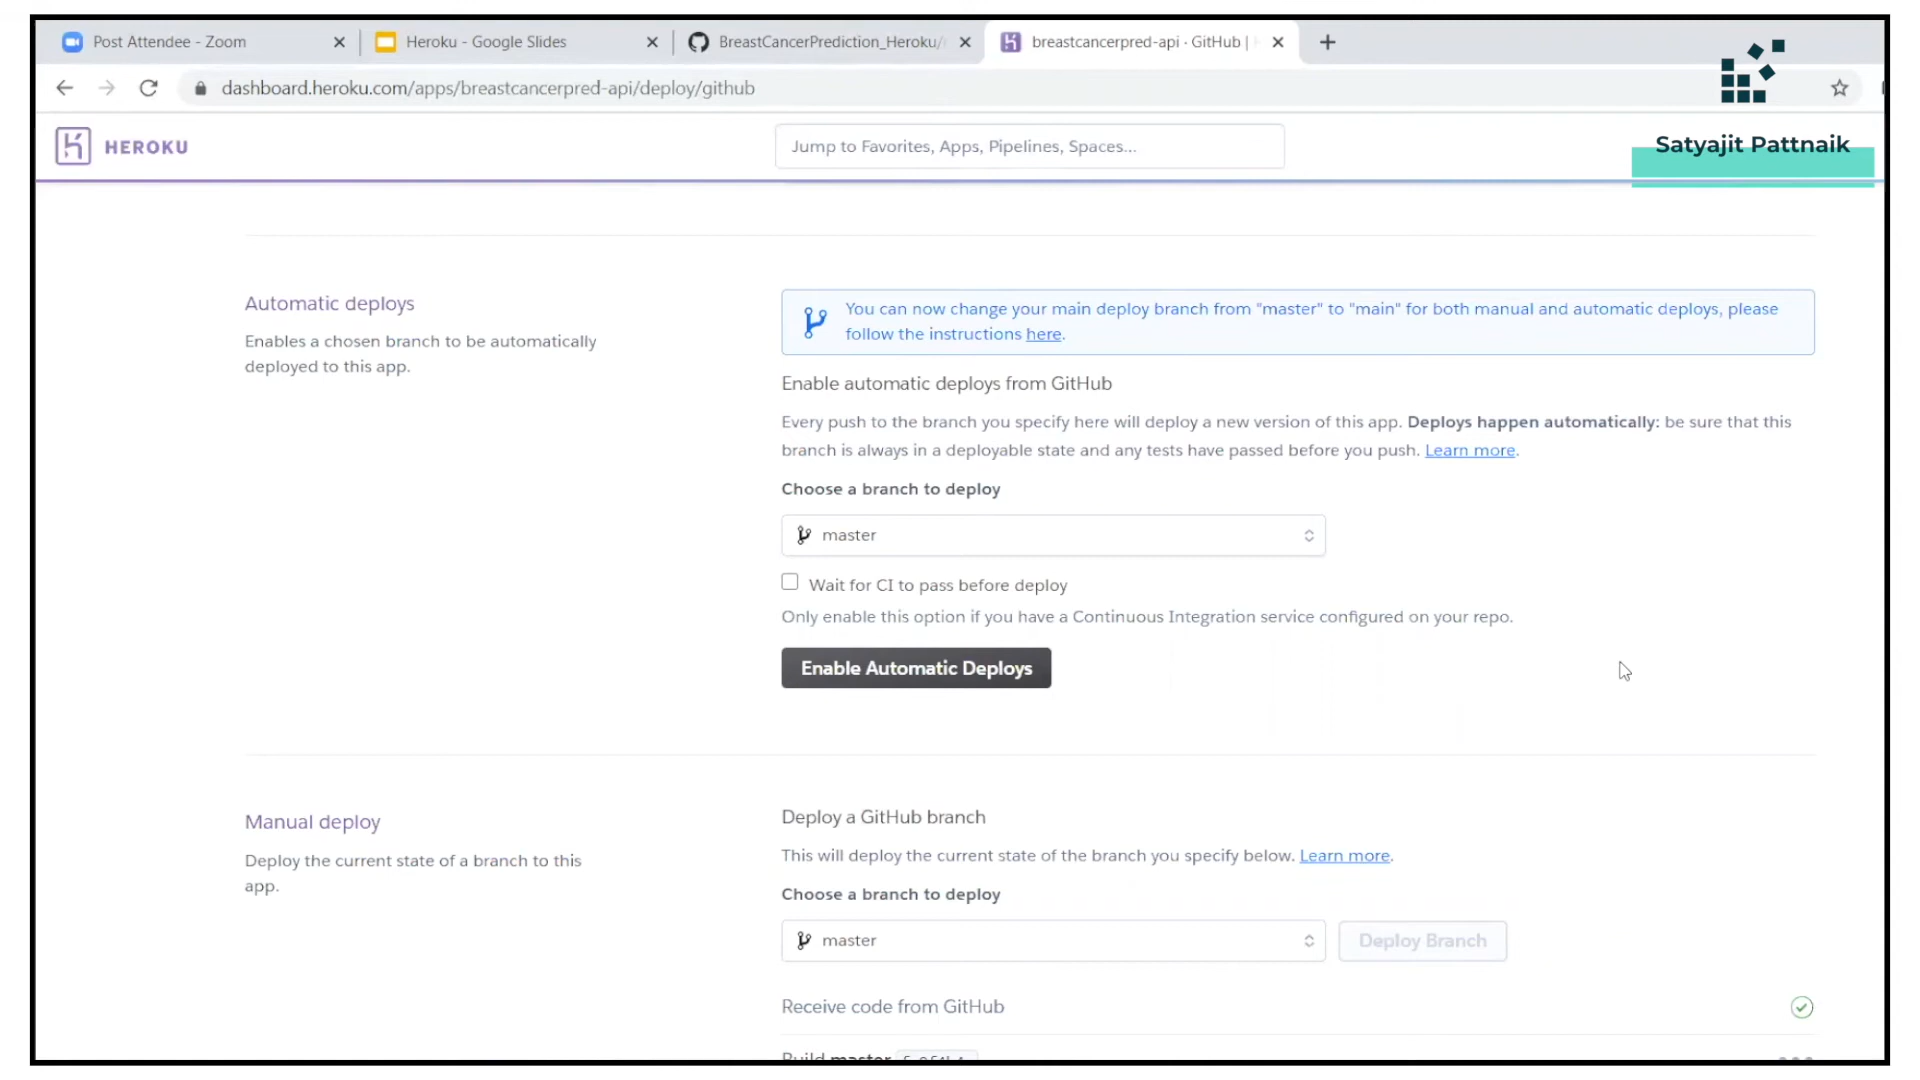 Post Attendee - Zoom
Heroku - Google Slides
BreastCancerPrediction_Heroku/
breastcancerpred-api · GitHub |
dashboard.heroku.com/apps/breastcancerpred-api/deploy/github
HEROKU
Jump to Favorites, Apps, Pipelines, Spaces...
Satyajit Pattnaik
Automatic deploys
Enables a chosen branch to be automatically
deployed to this app.
You can now change your main deploy branch from "master" to "main" for both manual and automatic deploys, please
follow the instructions here.
Enable automatic deploys from GitHub
Every push to the branch you specify here will deploy a new version of this app. Deploys happen automatically: be sure that this
branch is always in a deployable state and any tests have passed before you push. Learn more.
Choose a branch to deploy
master
Wait for CI to pass before deploy
Only enable this option if you have a Continuous Integration service configured on your repo.
Enable Automatic Deploys
Manual deploy
Deploy the current state of a branch to this
app.
Deploy a GitHub branch
This will deploy the current state of the branch you specify below. Learn more.
Choose a branch to deploy
master
Deploy Branch
Receive code from GitHub
Build master